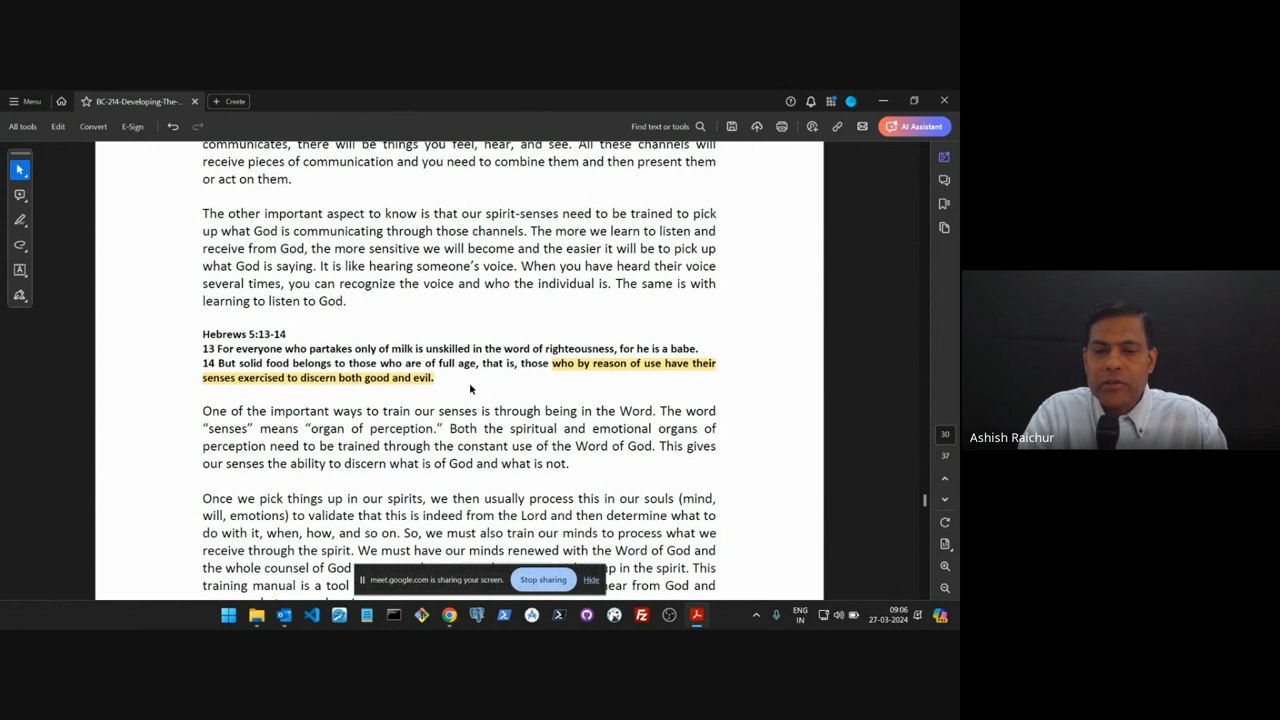 Menu
BC-214-Developing-The-...
Create
All tools
Edit
Convert
E-Sign
Find text or tools
AI Assistant
communicates, there will be things you feel, hear, and see. All these channels will
receive pieces of communication and you need to combine them and then present them
or act on them.
The other important aspect to know is that our spirit-senses need to be trained to pick
up what God is communicating through those channels. The more we learn to listen and
receive from God, the more sensitive we will become and the easier it will be to pick up
what God is saying. It is like hearing someone's voice. When you have heard their voice
several times, you can recognize the voice and who the individual is. The same is with
learning to listen to God.
Hebrews 5:13-14
13 For everyone who partakes only of milk is unskilled in the word of righteousness, for he is a babe.
14 But solid food belongs to those who are of full age, that is, those who by reason of use have their
senses exercised to discern both good and evil.
One of the important ways to train our senses is through being in the Word. The word
“senses” means “organ of perception.” Both the spiritual and emotional organs of
perception need to be trained through the constant use of the Word of God. This gives
our senses the ability to discern what is of God and what is not.
Once we pick things up in our spirits, we then usually process this in our souls (mind,
will, emotions) to validate that this is indeed from the Lord and then determine what to
do with it, when, how, and so on. So, we must also train our minds to process what we
receive through the spirit. We must have our minds renewed with the Word of God and
the whole counsel of God up in the spirit. This
training manual is a tool hear from God and
meet.google.com is sharing your screen.
Stop sharing
Hide
30
37
ENG
IN
09:06
27-03-2024
Ashish Raichur